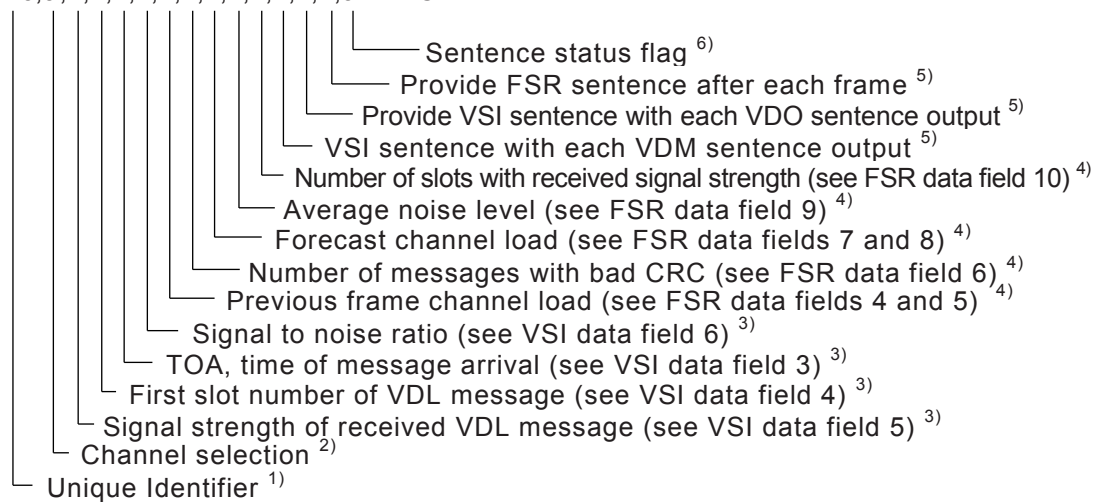 Sentence status flag 6)
Provide FSR sentence after each frame 5)
Provide VSI sentence with each VDO sentence output 5)
VSI sentence with each VDM sentence output 5)
Number of slots with received signal strength (see FSR data field 10) 4)
Average noise level (see FSR data field 9) 4)
Forecast channel load (see FSR data fields 7 and 8) 4)
Number of messages with bad CRC (see FSR data field 6) 4)
Previous frame channel load (see FSR data fields 4 and 5) 4)
Signal to noise ratio (see VSI data field 6) 3)
TOA, time of message arrival (see VSI data field 3) 3)
First slot number of VDL message (see VSI data field 4) 3)
Signal strength of received VDL message (see VSI data field 5) 3)
Channel selection 2)
Unique Identifier 1)